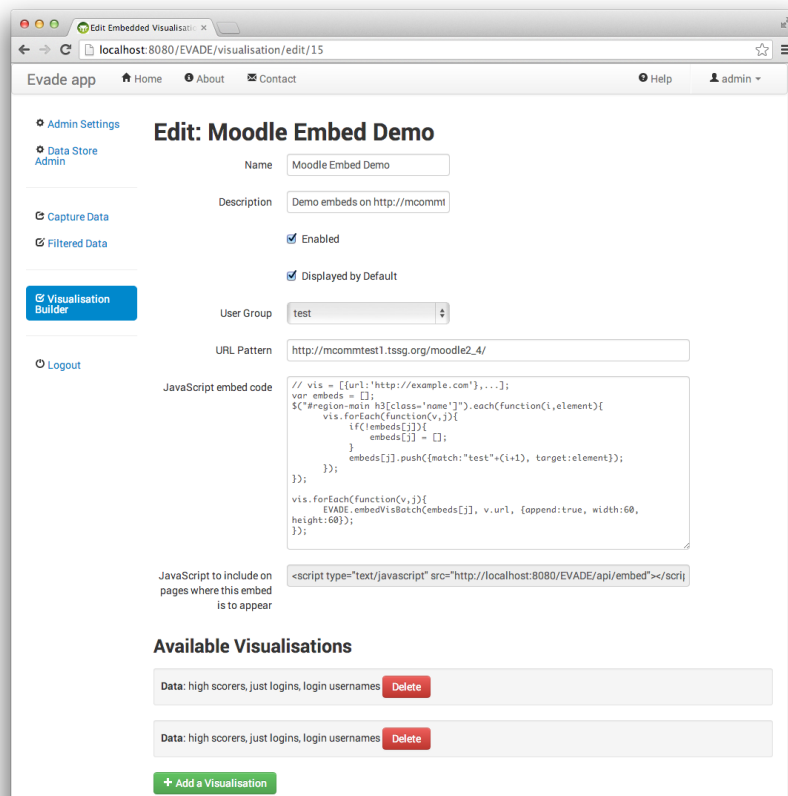 Edit Embedded Visualisatio
localhost:8080/EVADE/visualisation/edit/15
Evade app Home About Contact Help admin
Admin Settings
Data Store
Admin
Capture Data
Filtered Data
Visualisation
Builder
Logout
Edit: Moodle Embed Demo
Name Moodle Embed Demo
Description Demo embeds on http://mcommt
Enabled
Displayed by Default
User Group test
URL Pattern http://mcommtest1.tssg.org/moodle2_4/
JavaScript embed code
// vis = [{url:'http://example.com'},...];
var embeds = [];
$("#region-main h3[class='name']").each(function(i,element){
vis.forEach(function(v,j){
if(!embeds[j]){
embeds[j] = [];
}
embeds[j].push({match:"test"+(i+1), target:element});
});
});
vis.forEach(function(v,j){
EVADE.embedVisBatch(embeds[j], v.url, {append:true, width:60,
height:60});
});
JavaScript to include on
pages where this embed
is to appear
<script type="text/javascript" src="http://localhost:8080/EVADE/api/embed"></scri
Available Visualisations
Data: high scorers, just logins, login usernames Delete
Data: high scorers, just logins, login usernames Delete
+ Add a Visualisation